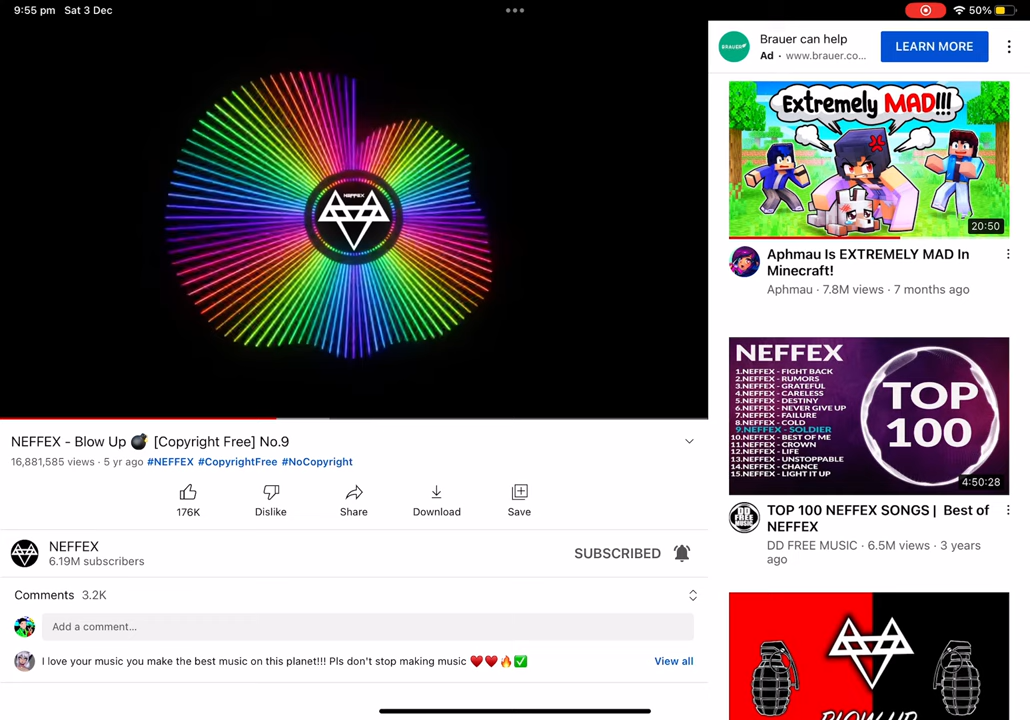 9:55 pm Sat 3 Dec
50%
NEFFEX
NEFFEX - Blow Up 💣 [Copyright Free] No.9
16,881,585 views · 5 yr ago #NEFFEX #CopyrightFree #NoCopyright
176K
Dislike
Share
Download
Save
NEFFEX
6.19M subscribers
SUBSCRIBED
Comments 3.2K
Add a comment...
I love your music you make the best music on this planet!!! Pls don't stop making music ❤️❤️🔥✅
View all
BRAUER
Brauer can help
Ad · www.brauer.co...
LEARN MORE
Extremely MAD!!!
20:50
Aphmau Is EXTREMELY MAD In
Minecraft!
Aphmau · 7.8M views · 7 months ago
NEFFEX
1.NEFFEX - FIGHT BACK
2.NEFFEX - RUMORS
3.NEFFEX - GRATEFUL
4.NEFFEX - CARELESS
5.NEFFEX - DESTINY
6.NEFFEX - NEVER GIVE UP
7.NEFFEX - FAILURE
8.NEFFEX - COLD
9.NEFFEX - SOLDIER
10.NEFFEX - BEST OF ME
11.NEFFEX - CROWN
12.NEFFEX - LIFE
13.NEFFEX - UNSTOPPABLE
14.NEFFEX - CHANCE
15.NEFFEX - LIGHT IT UP
TOP
100
4:50:28
DD FREE
MUSIC
TOP 100 NEFFEX SONGS | Best of
NEFFEX
DD FREE MUSIC · 6.5M views · 3 years
ago
BLOW UP